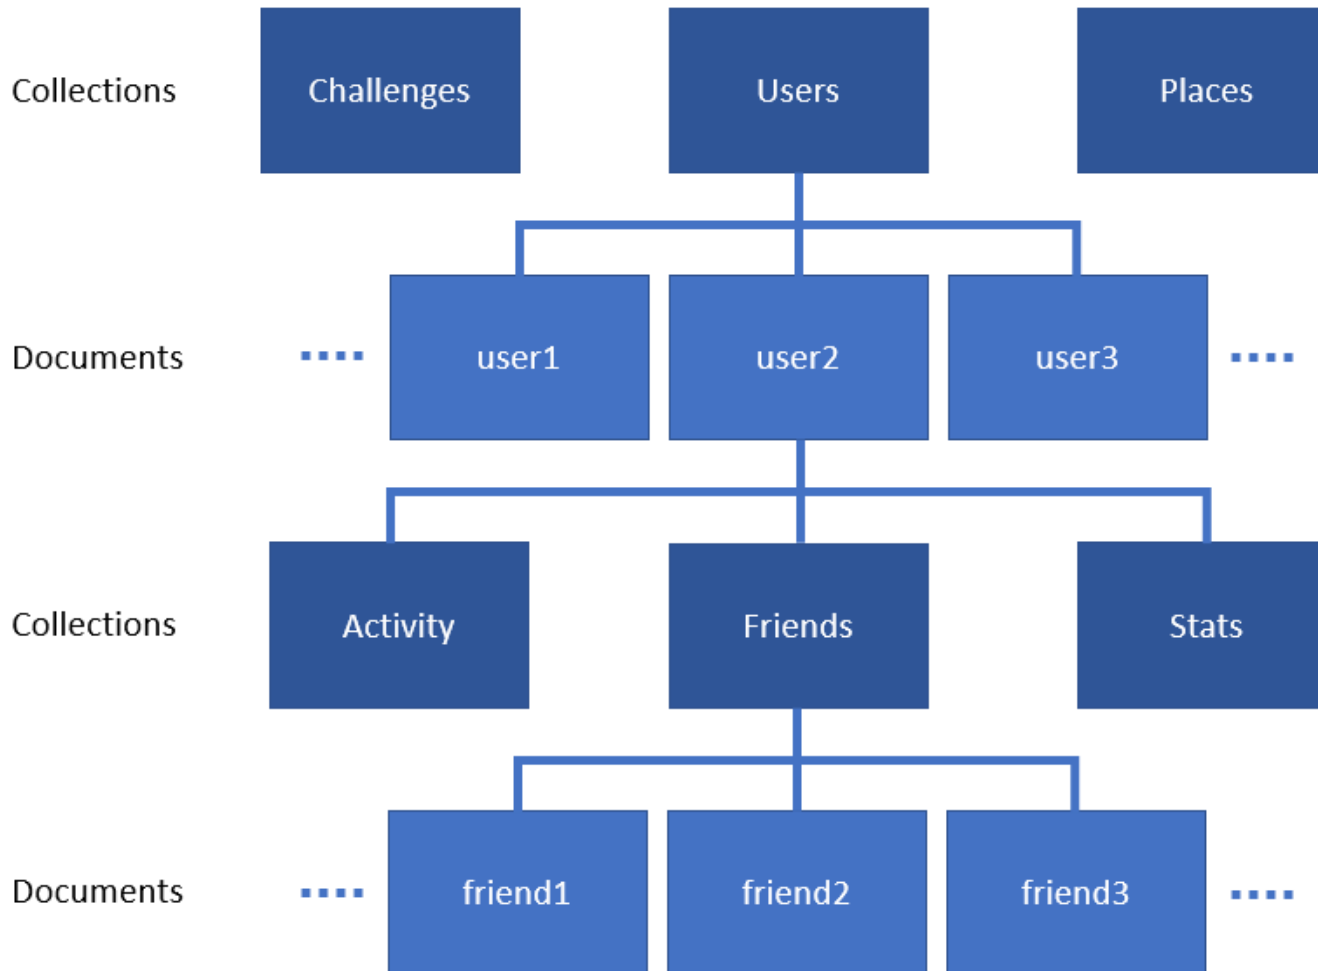 Collections
Challenges
Users
Places
Documents
user1
user2
user3
Collections
Activity
Friends
Stats
Documents
friend1
friend2
friend3